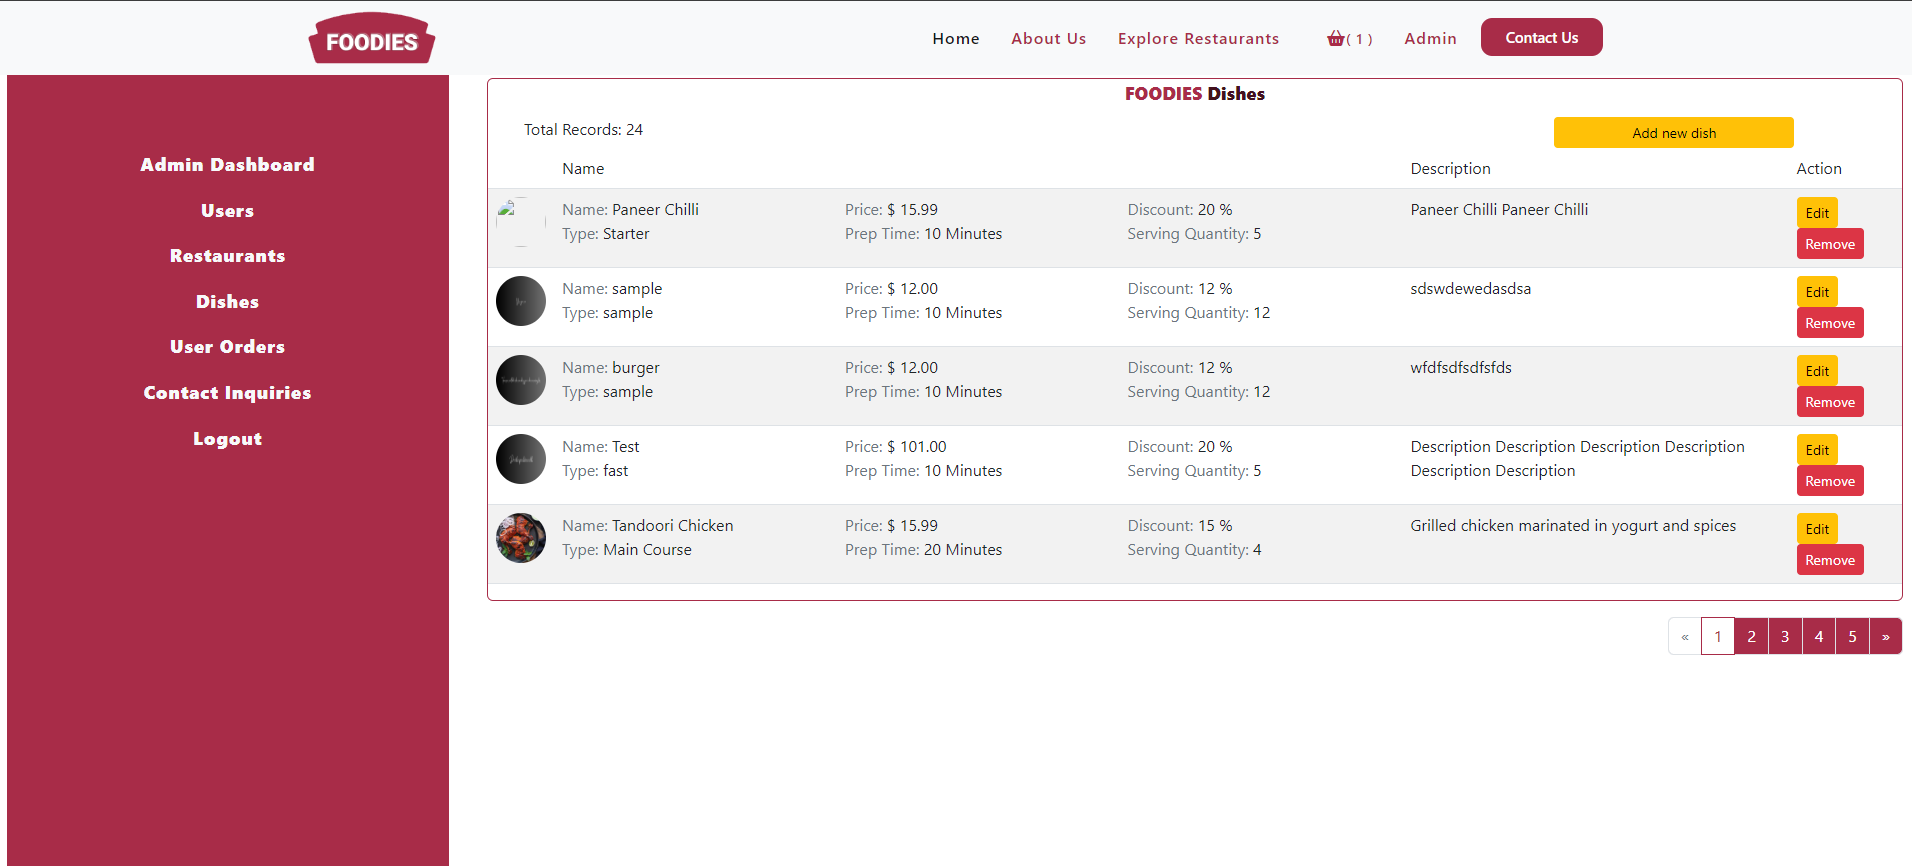 FOODIES
Home About Us Explore Restaurants ( 1 ) Admin Contact Us
Admin Dashboard
Users
Restaurants
Dishes
User Orders
Contact Inquiries
Logout
FOODIES Dishes
Total Records: 24 Add new dish
Name Description Action
Name: Paneer Chilli Price: $ 15.99 Discount: 20 % Paneer Chilli Paneer Chilli Edit
Type: Starter Prep Time: 10 Minutes Serving Quantity: 5 Remove
Name: sample Price: $ 12.00 Discount: 12 % sdswdewedasdsa Edit
Type: sample Prep Time: 10 Minutes Serving Quantity: 12 Remove
Name: burger Price: $ 12.00 Discount: 12 % wfdfsdfsdfsfds Edit
Type: sample Prep Time: 10 Minutes Serving Quantity: 12 Remove
Name: Test Price: $ 101.00 Discount: 20 % Description Description Description Description Edit
Type: fast Prep Time: 10 Minutes Serving Quantity: 5 Description Description Remove
Name: Tandoori Chicken Price: $ 15.99 Discount: 15 % Grilled chicken marinated in yogurt and spices Edit
Type: Main Course Prep Time: 20 Minutes Serving Quantity: 4 Remove
« 1 2 3 4 5 »